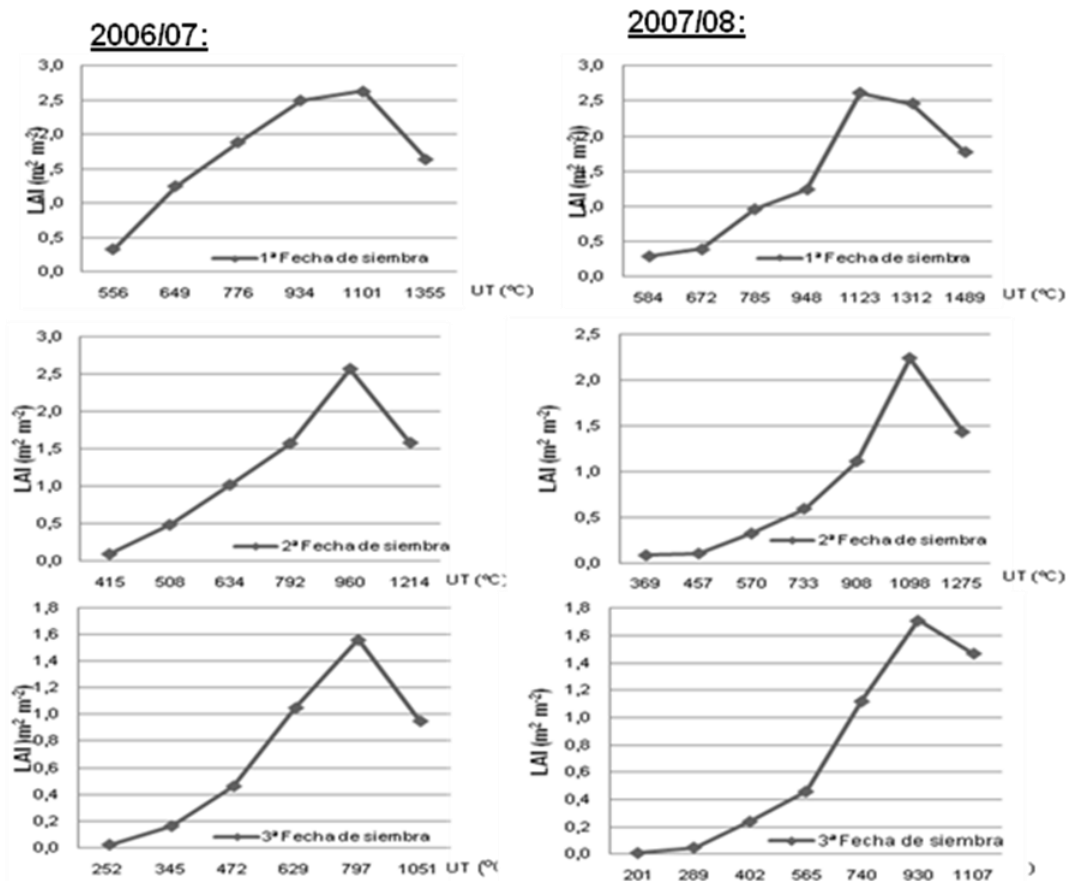 2006/07:
2007/08:
3,0
2,5
2,0
1,5
1,0
0,5
0,0
LAI (m² m⁻²)
1ª Fecha de siembra
556 649 776 934 1101 1355 UT (ºC)
3,0
2,5
2,0
1,5
1,0
0,5
0,0
LAI (m² m⁻²))
1ª Fecha de siembra
584 672 785 948 1123 1312 1489 UT (ºC)
3,0
2,5
2,0
1,5
1,0
0,5
0,0
LAI (m² m⁻²)
2ª Fecha de siembra
415 508 634 792 960 1214 UT (ºC)
2,5
2,0
1,5
1,0
0,5
0,0
LAI (m² m⁻²)
2ª Fecha de siembra
369 457 570 733 908 1098 1275 UT (ºC)
1,8
1,6
1,4
1,2
1,0
0,8
0,6
0,4
0,2
0,0
LAI (m² m⁻²)
3ª Fecha de siembra
252 345 472 629 797 1051 UT (º
1,8
1,6
1,4
1,2
1,0
0,8
0,6
0,4
0,2
0,0
LAI (m² m⁻²)
3ª Fecha de siembra
201 289 402 565 740 930 1107 )